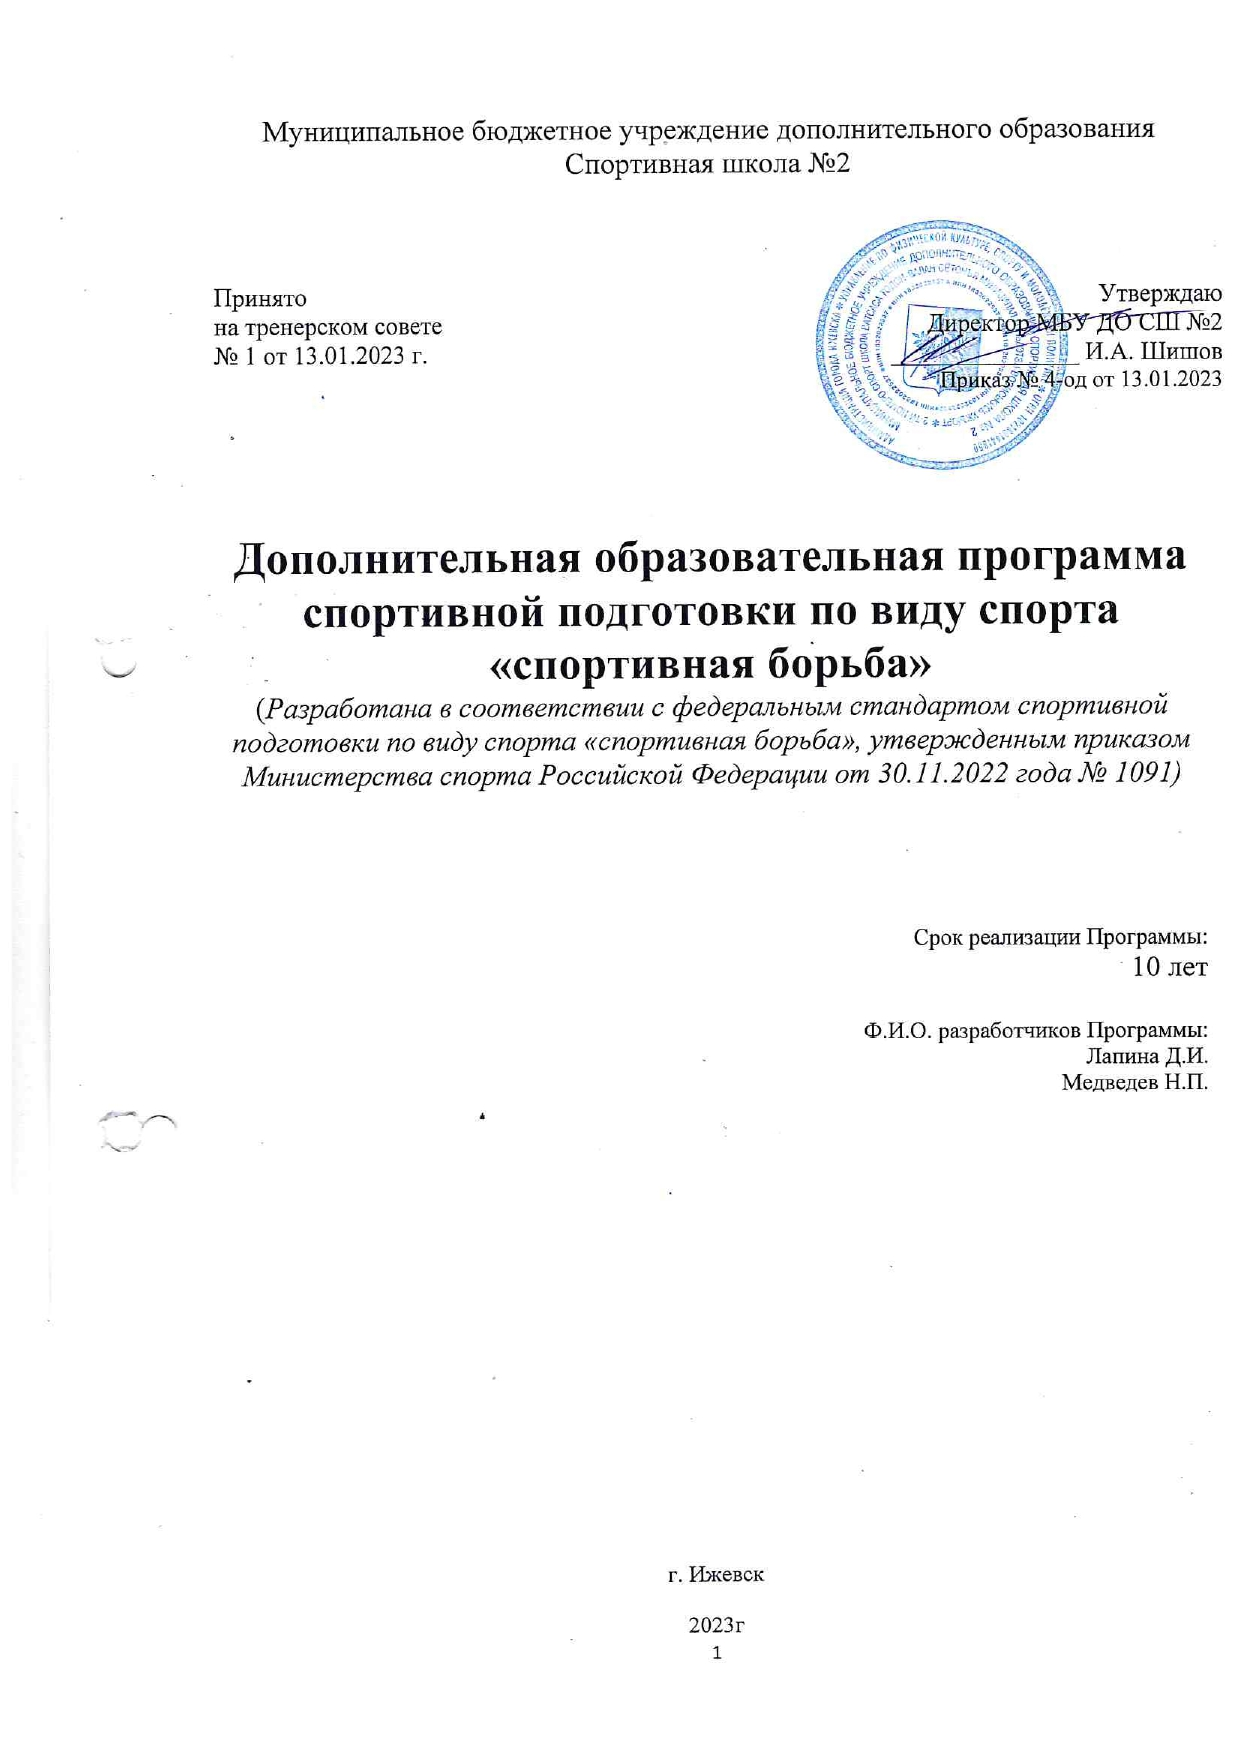 Муниципальное бюджетное учреждение дополнительного образования
Спортивная школа №2
Принято
на тренерском совете
№ 1 от 13.01.2023 г.
Утверждаю
Директор МБУ ДО СШ №2
И.А. Шишов
Приказ № 4-од от 13.01.2023
Дополнительная образовательная программа
спортивной подготовки по виду спорта
«спортивная борьба»
(Разработана в соответствии с федеральным стандартом спортивной
подготовки по виду спорта «спортивная борьба», утвержденным приказом
Министерства спорта Российской Федерации от 30.11.2022 года № 1091)
Срок реализации Программы:
10 лет
Ф.И.О. разработчиков Программы:
Лапина Д.И.
Медведев Н.П.
г. Ижевск
2023г
1